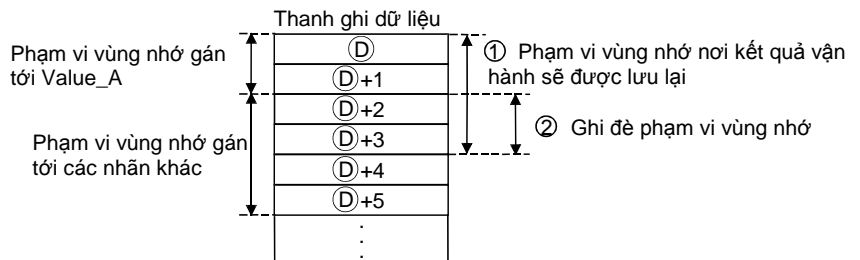 Thanh ghi dữ liệu
Phạm vi vùng nhớ gán
tới Value_A
Phạm vi vùng nhớ gán
tới các nhãn khác
Ⓓ
Ⓓ+1
Ⓓ+2
Ⓓ+3
Ⓓ+4
Ⓓ+5
① Phạm vi vùng nhớ nơi kết quả vận
hành sẽ được lưu lại
② Ghi đè phạm vi vùng nhớ